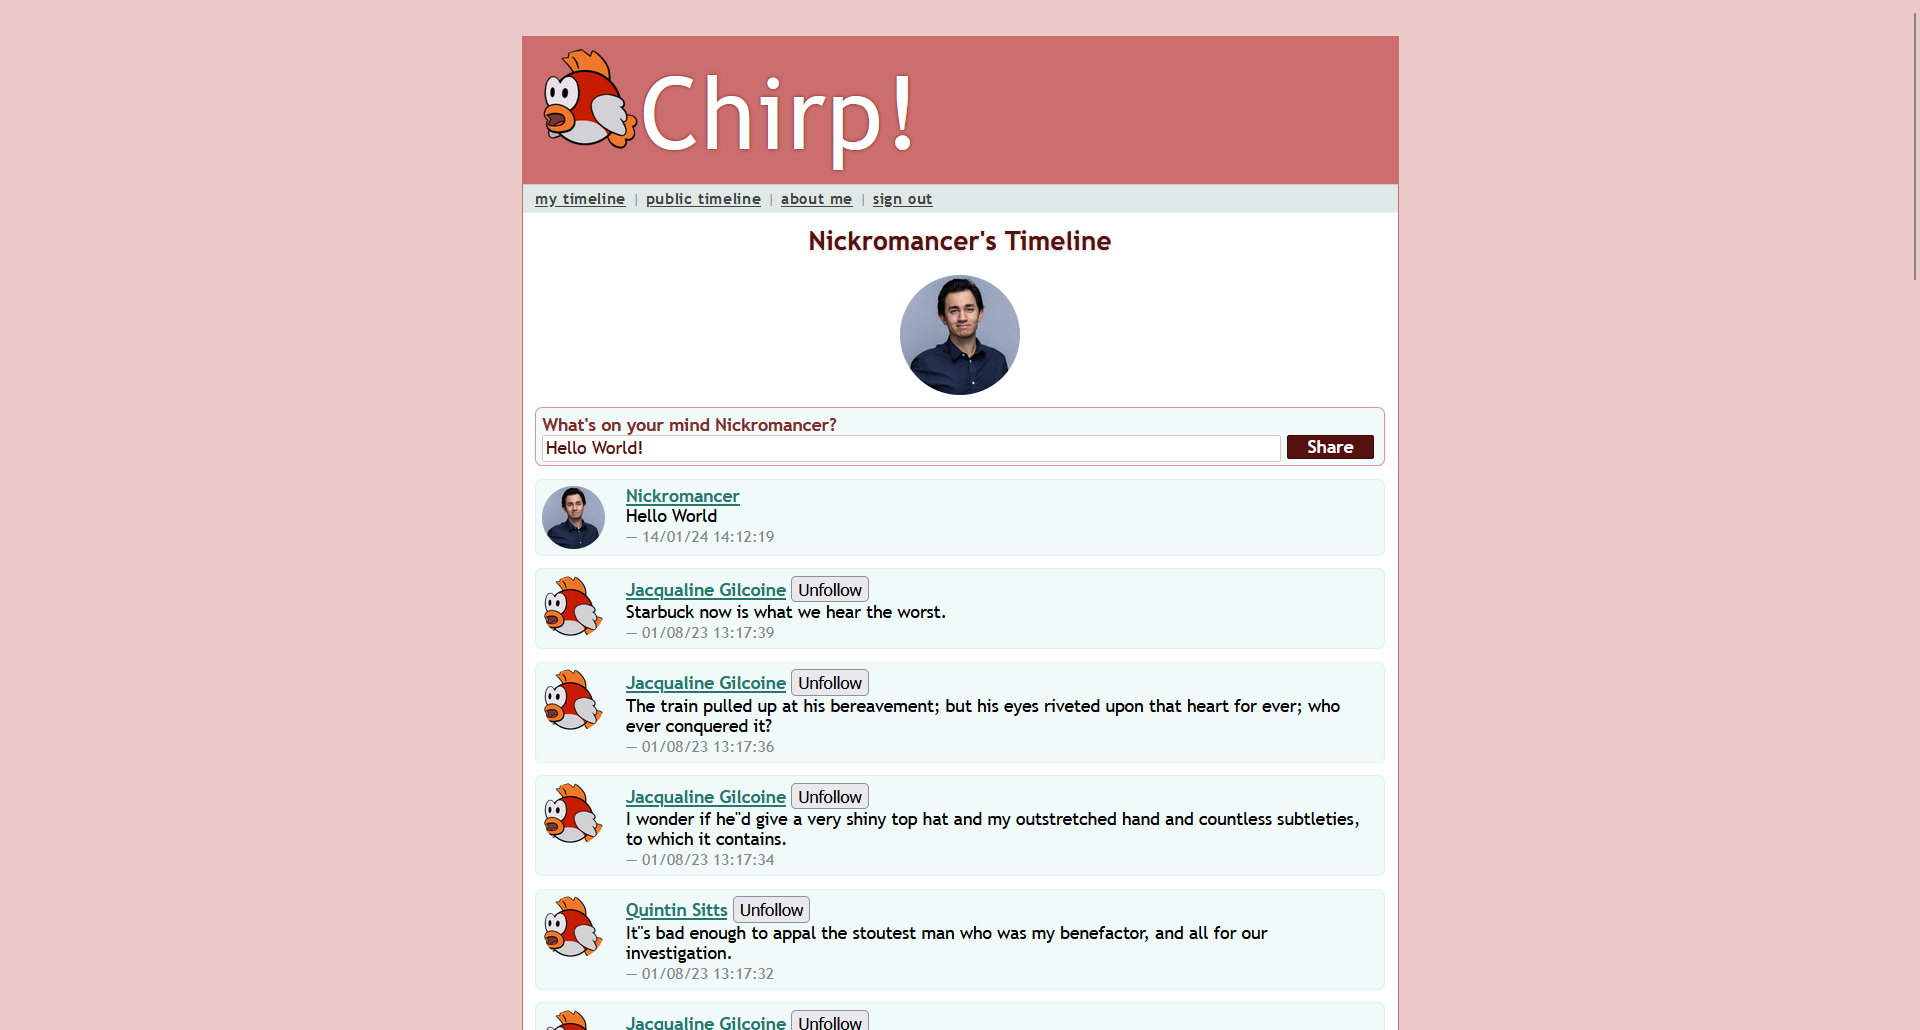 Chirp!
my timeline | public timeline | about me | sign out
Nickromancer's Timeline
What's on your mind Nickromancer?
Hello World!
Share
Nickromancer
Hello World
— 14/01/24 14:12:19
Jacqualine Gilcoine Unfollow
Starbuck now is what we hear the worst.
— 01/08/23 13:17:39
Jacqualine Gilcoine Unfollow
The train pulled up at his bereavement; but his eyes riveted upon that heart for ever; who
ever conquered it?
— 01/08/23 13:17:36
Jacqualine Gilcoine Unfollow
I wonder if he''d give a very shiny top hat and my outstretched hand and countless subtleties,
to which it contains.
— 01/08/23 13:17:34
Quintin Sitts Unfollow
It''s bad enough to appal the stoutest man who was my benefactor, and all for our
investigation.
— 01/08/23 13:17:32
Jacqualine Gilcoine Unfollow